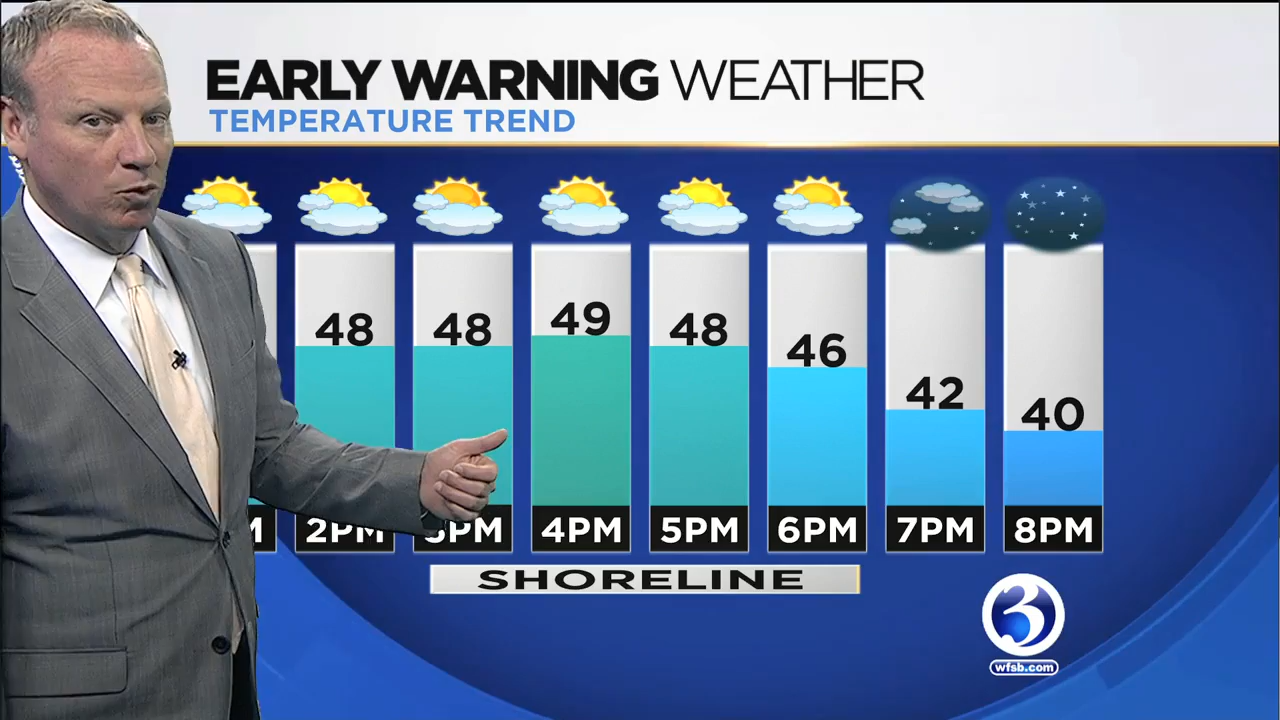 EARLY WARNING WEATHER
TEMPERATURE TREND
48 48 49 48 46 42 40
M 2PM 3PM 4PM 5PM 6PM 7PM 8PM
SHORELINE
3
wfsb.com